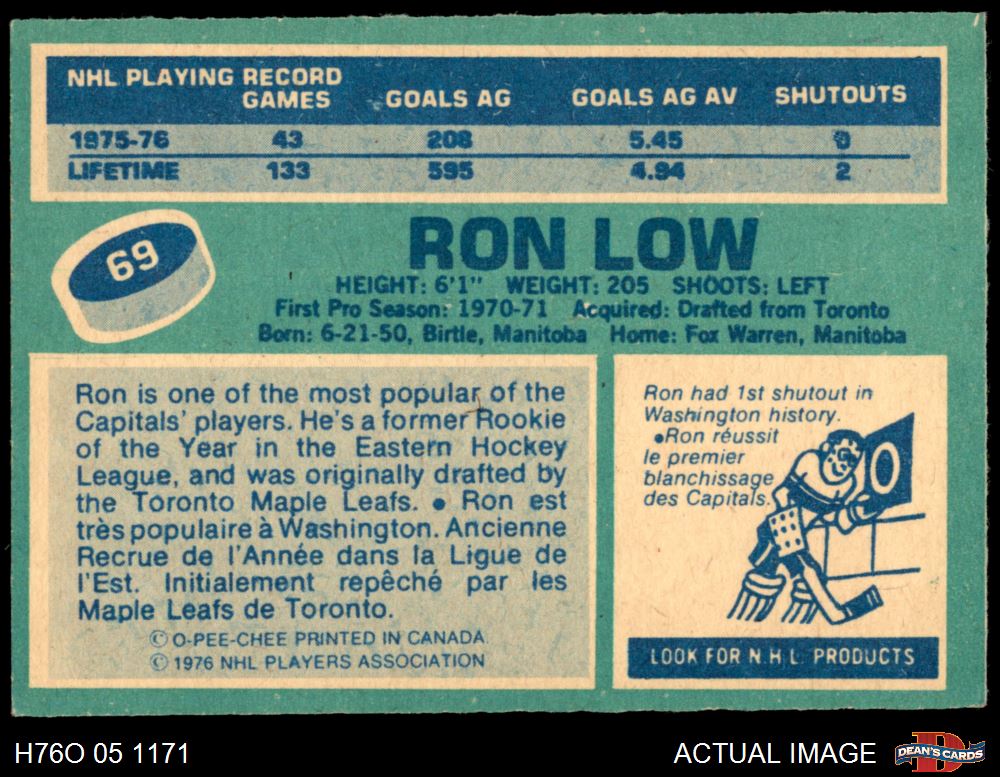 NHL PLAYING RECORD
GAMES GOALS AG GOALS AG AV SHUTOUTS
1975-76 43 208 5.45 0
LIFETIME 133 595 4.94 2
69
RON LOW
HEIGHT: 6'1" WEIGHT: 205 SHOOTS: LEFT
First Pro Season: 1970-71 Acquired: Drafted from Toronto
Born: 6-21-50, Birtle, Manitoba Home: Fox Warren, Manitoba
Ron is one of the most popular of the
Capitals' players. He's a former Rookie
of the Year in the Eastern Hockey
League, and was originally drafted by
the Toronto Maple Leafs. ● Ron est
très populaire à Washington. Ancienne
Recrue de l'Année dans la Ligue de
l'Est. Initialement repêché par les
Maple Leafs de Toronto.
© O-PEE-CHEE PRINTED IN CANADA.
© 1976 NHL PLAYERS ASSOCIATION
Ron had 1st shutout in
Washington history.
●Ron réussit
le premier
blanchissage
des Capitals.
0
LOOK FOR N.H.L. PRODUCTS
H76O 05 1171
ACTUAL IMAGE
D
DEAN'S CARDS